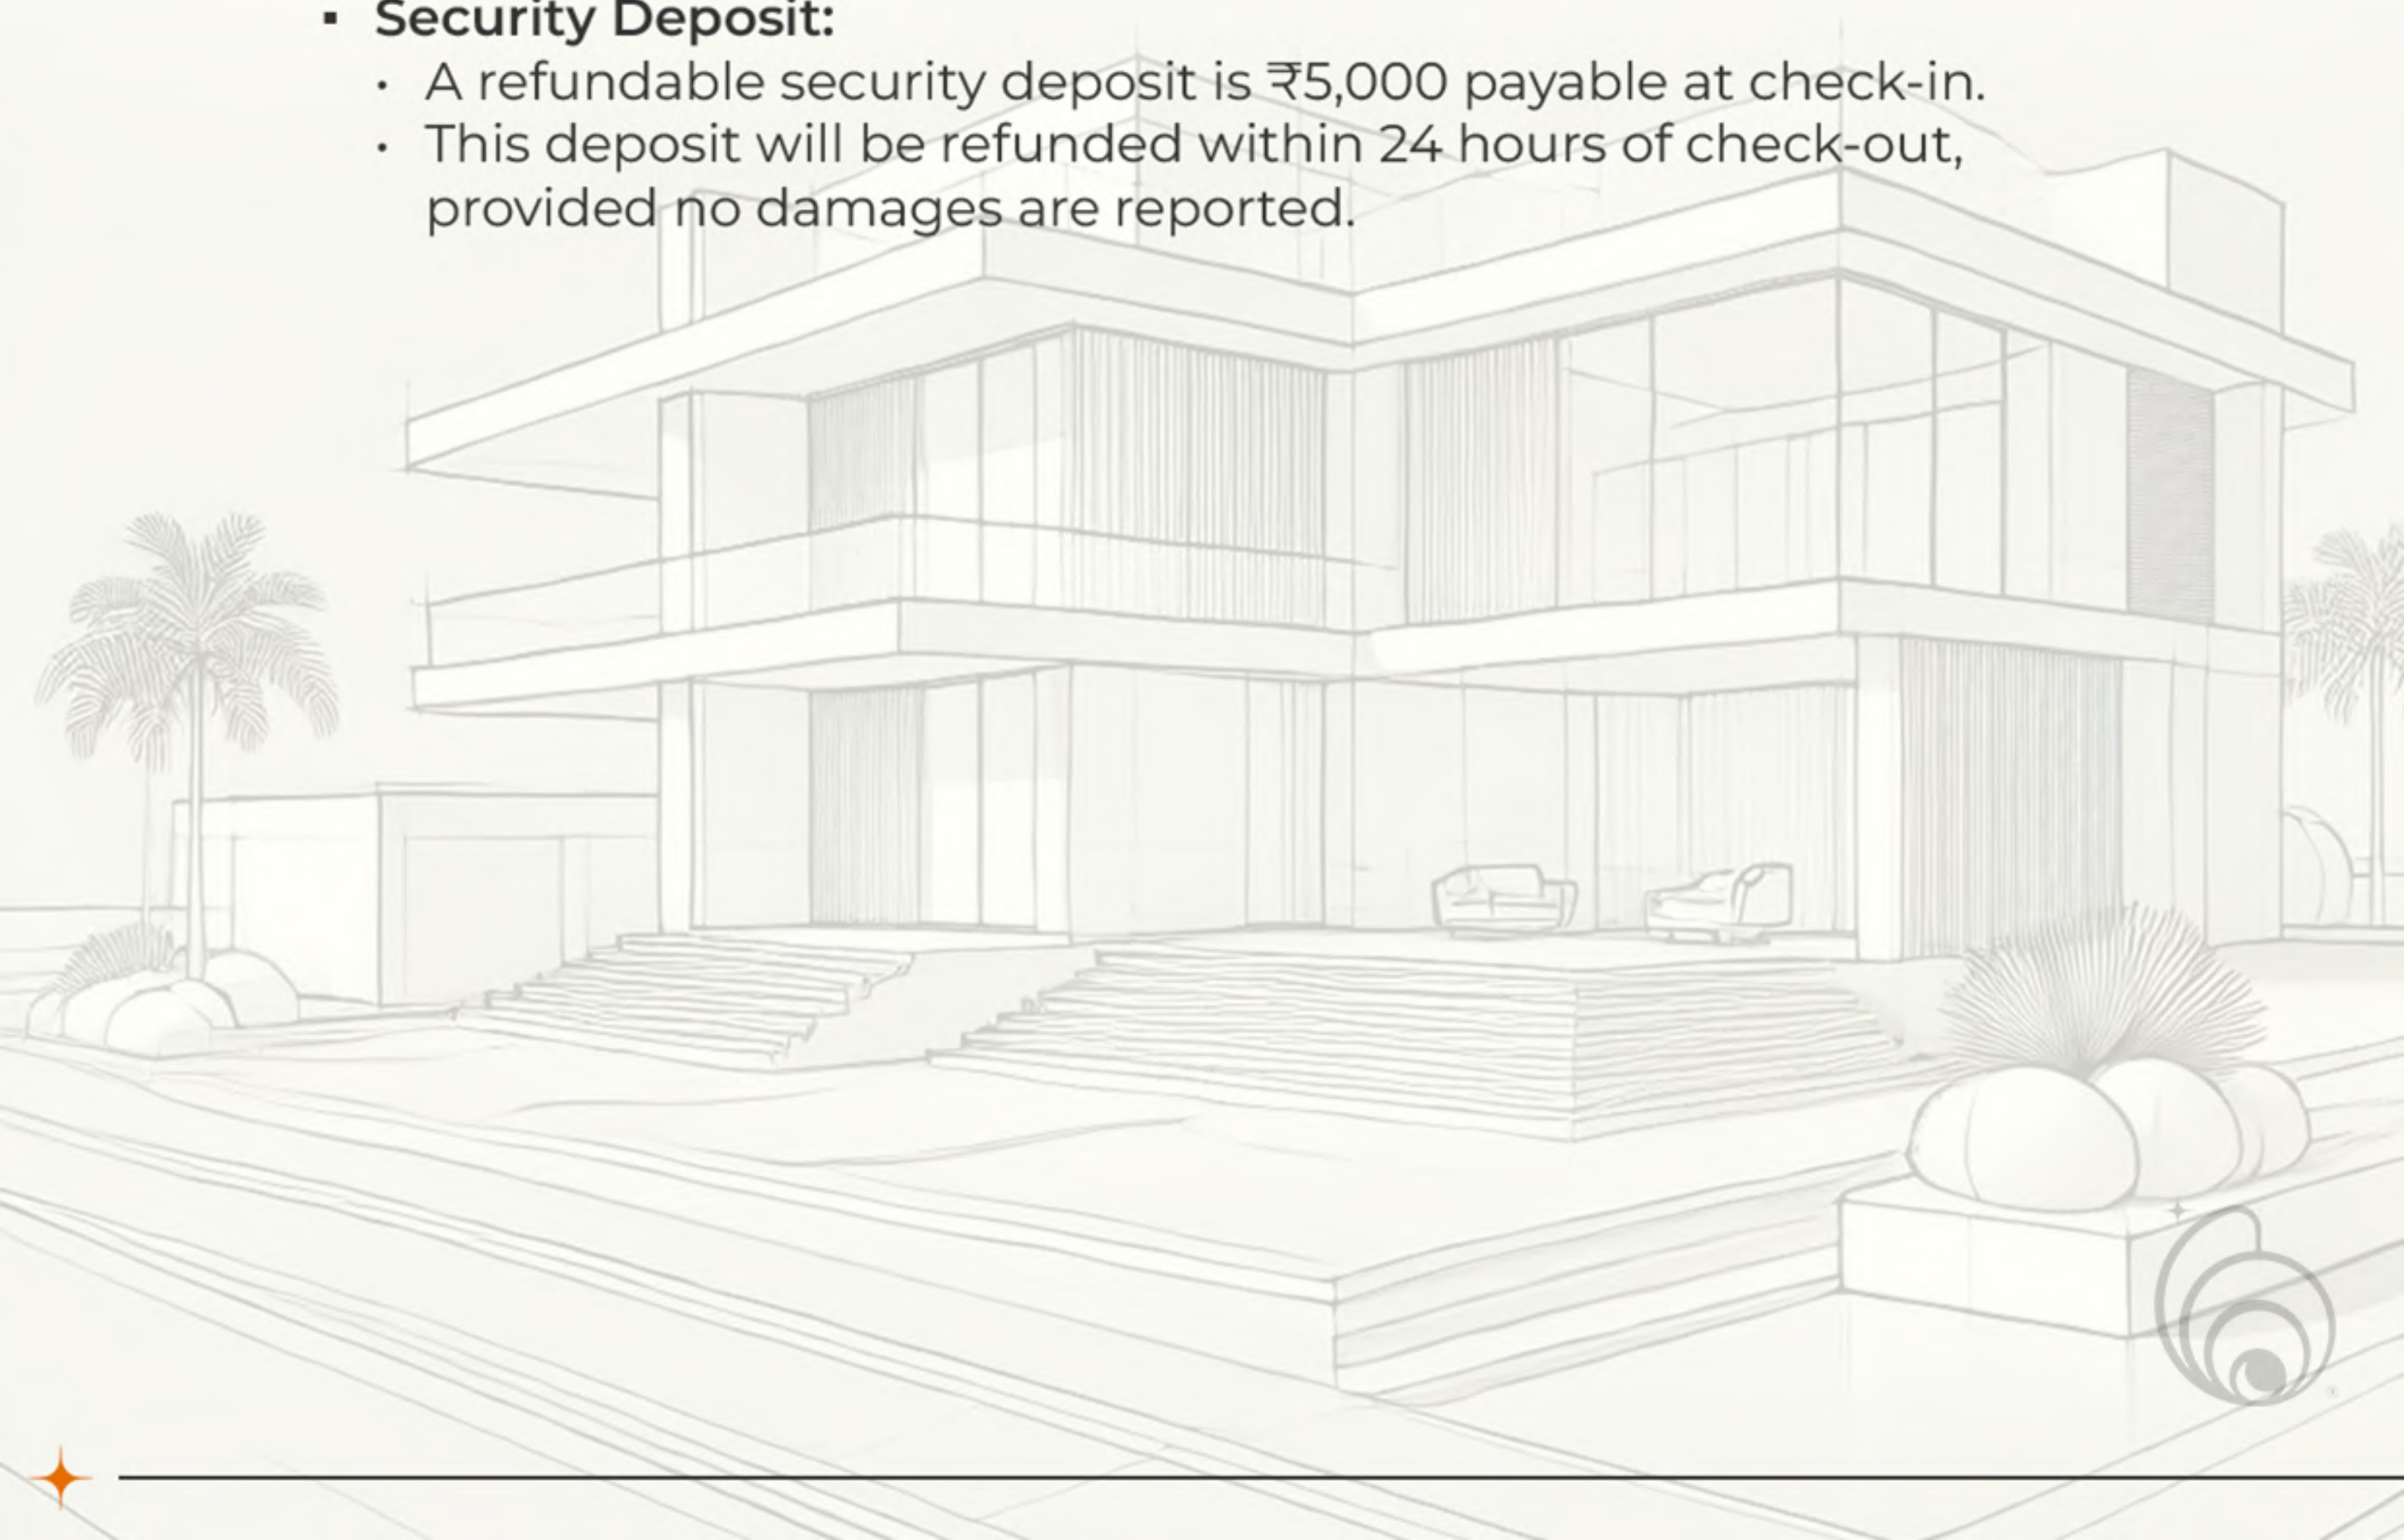 ▪ Security Deposit:
• A refundable security deposit is ₹5,000 payable at check-in.
• This deposit will be refunded within 24 hours of check-out,
provided no damages are reported.